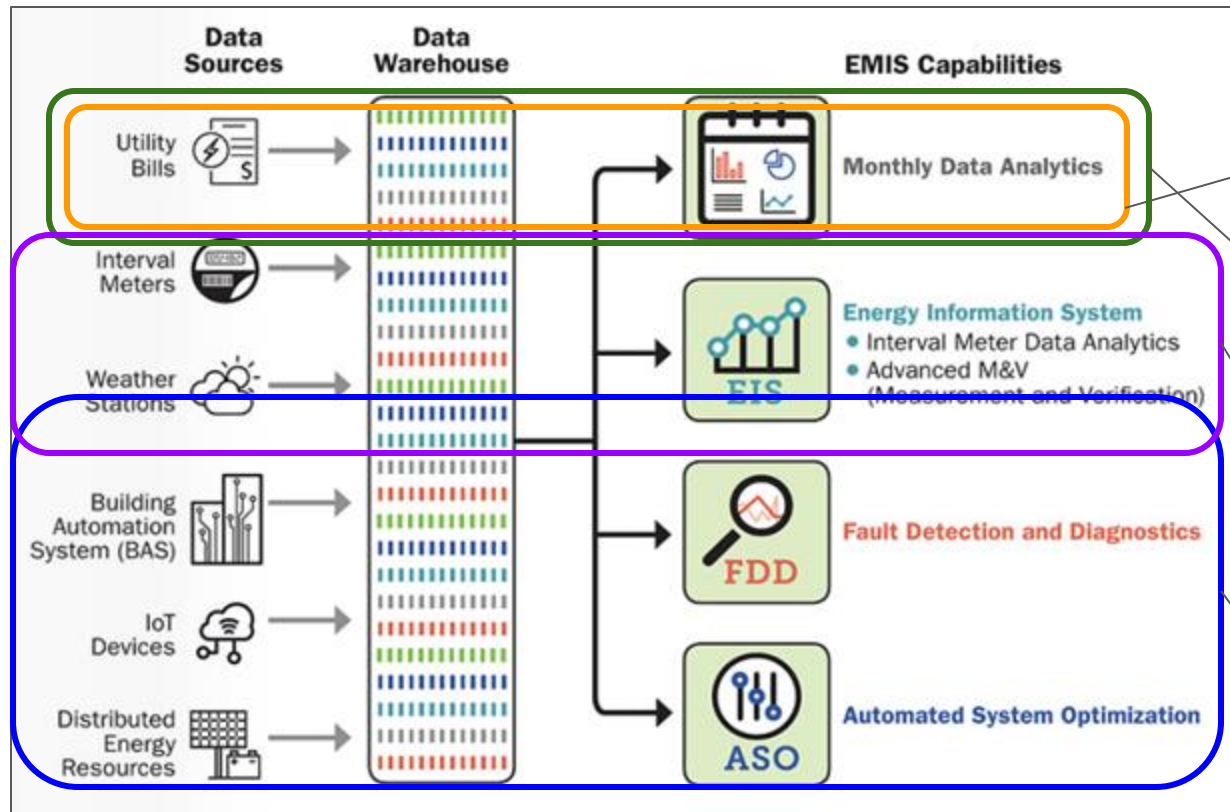 Data
Sources
Data
Warehouse
EMIS Capabilities
Utility
Bills
$
Monthly Data Analytics
Interval
Meters
Energy Information System
• Interval Meter Data Analytics
• Advanced M&V
(Measurement and Verification)
EIS
Weather
Stations
Building
Automation
System (BAS)
FDD
Fault Detection and Diagnostics
IoT
Devices
ASO
Automated System Optimization
Distributed
Energy
Resources